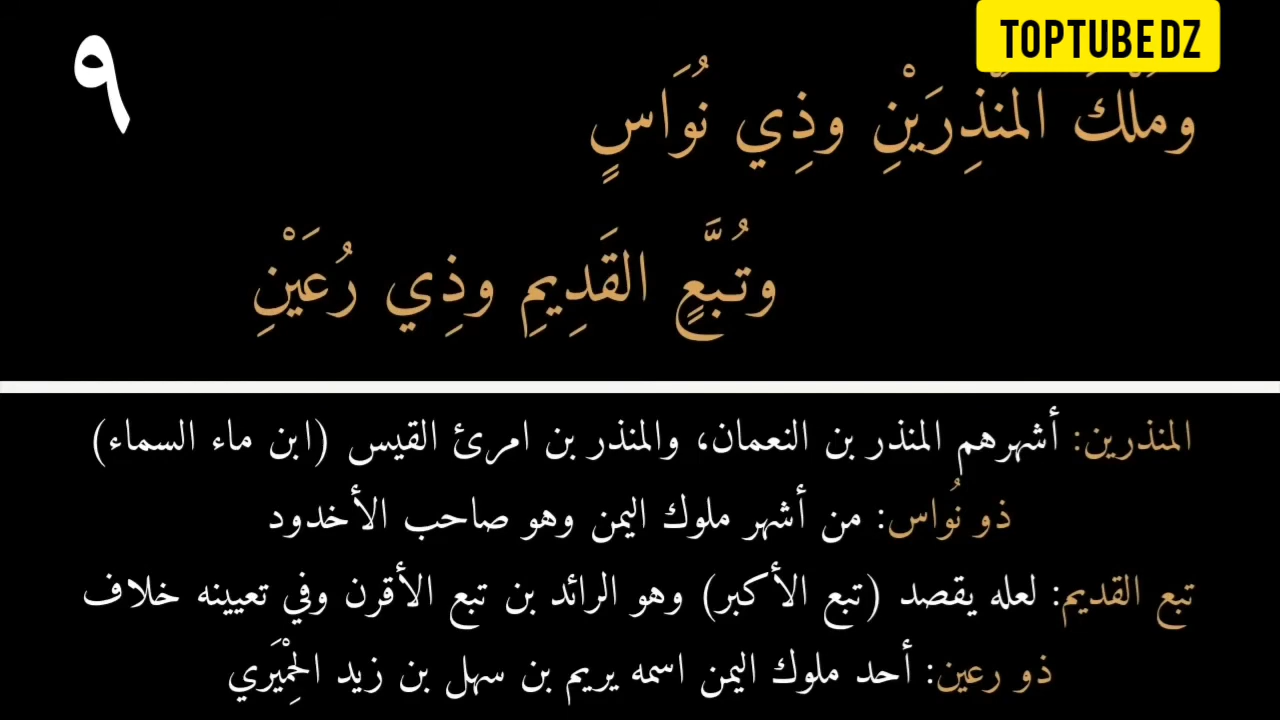 TOPTUBE DZ
٩
ومُلْكَ المُنْذِرَيْنِ وذِي نُوَاسٍ
وتُبَّعٍ القَدِيمِ وذِي رُعَيْنِ
المنذرين: أشهرهم المنذر بن النعمان، والمنذر بن امرئ القيس (ابن ماء السماء)
ذو نُواس: من أشهر ملوك اليمن وهو صاحب الأخدود
تبع القديم: لعله يقصد (تبع الأكبر) وهو الرائد بن تبع الأقرن وفي تعيينه خلاف
ذو رعين: أحد ملوك اليمن اسمه يريم بن سهل بن زيد الحِمْيَري